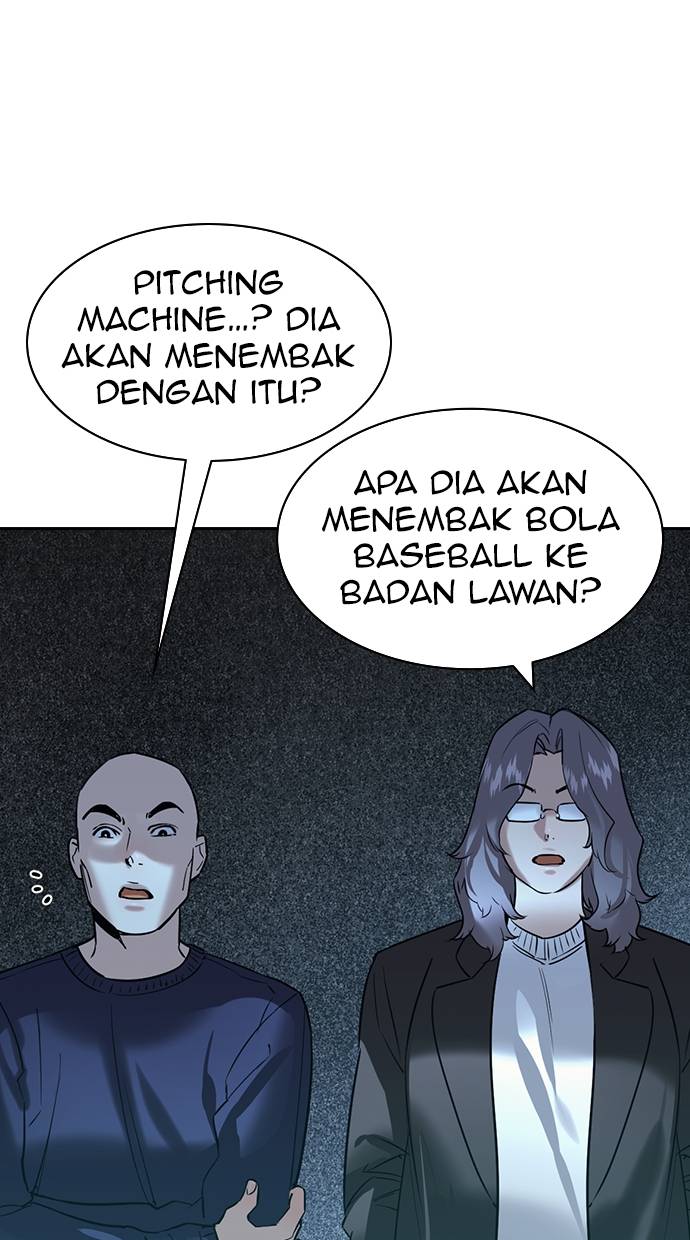 PITCHING
MACHINE...? DIA
AKAN MENEMBAK
DENGAN ITU?
APA DIA AKAN
MENEMBAK BOLA
BASEBALL KE
BADAN LAWAN?